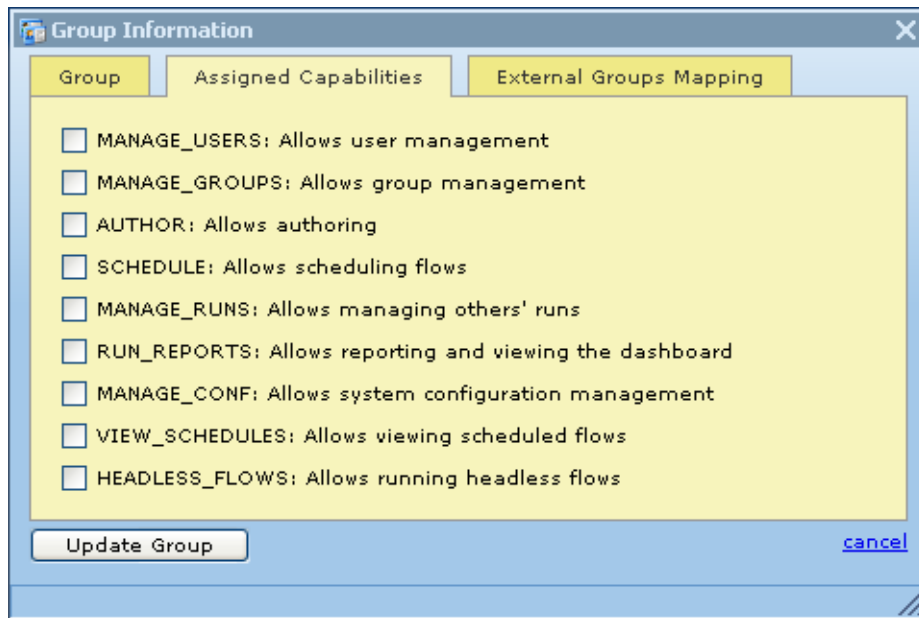 Group Information
Group
Assigned Capabilities
External Groups Mapping
MANAGE_USERS: Allows user management
MANAGE_GROUPS: Allows group management
AUTHOR: Allows authoring
SCHEDULE: Allows scheduling flows
MANAGE_RUNS: Allows managing others' runs
RUN_REPORTS: Allows reporting and viewing the dashboard
MANAGE_CONF: Allows system configuration management
VIEW_SCHEDULES: Allows viewing scheduled flows
HEADLESS_FLOWS: Allows running headless flows
Update Group
cancel